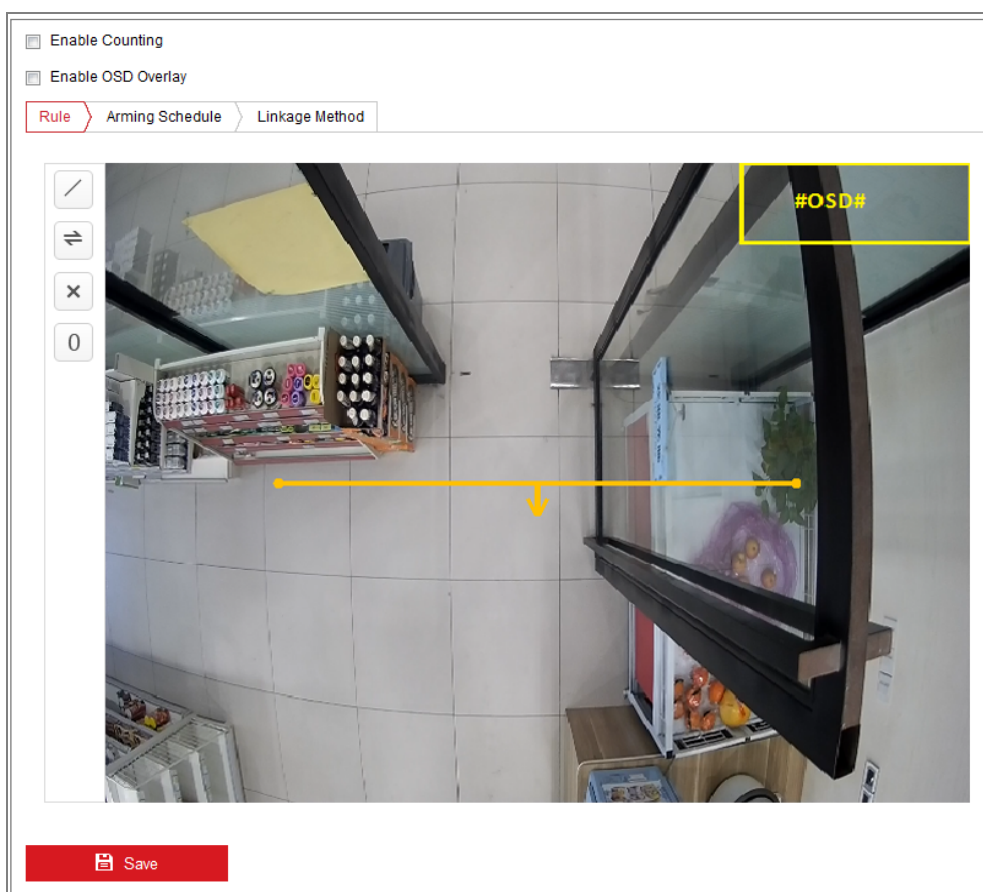 Enable Counting
Enable OSD Overlay
Rule Arming Schedule Linkage Method
#OSD#
0
Save